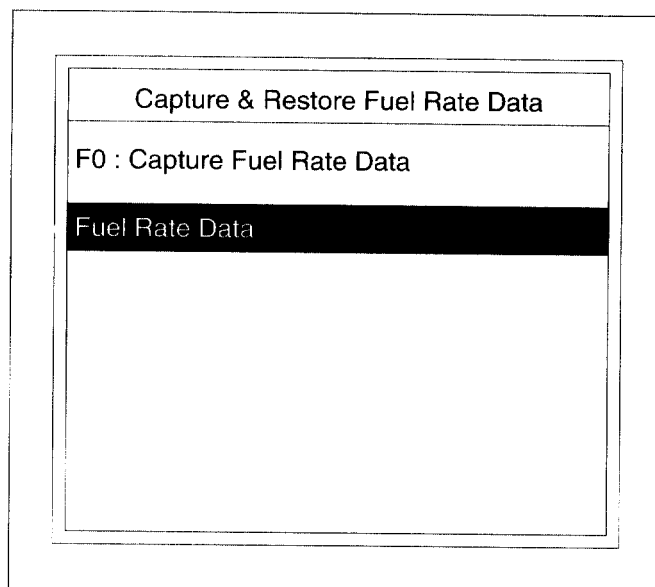 Capture & Restore Fuel Rate Data
F0 : Capture Fuel Rate Data
Fuel Rate Data